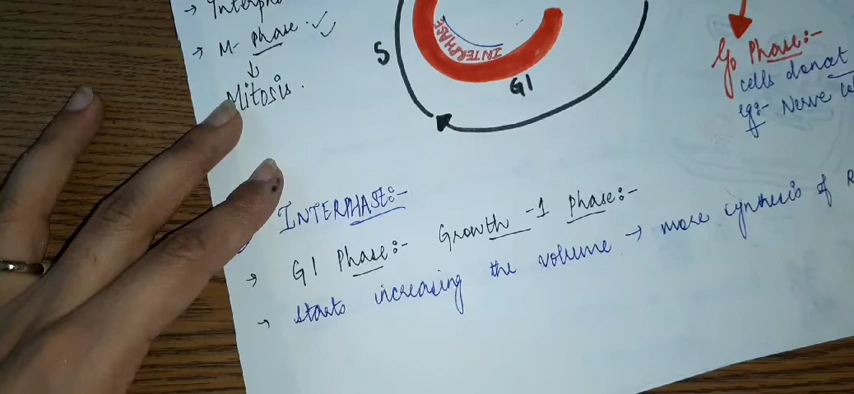 → Interph
→ M- Phase
↓
Mitosis.
INTERPHASE
S
G1
Go Phase:-
cells donot
eg:- Nerve
INTERPHASE:-
→ G1 Phase:- Growth -1 Phase:-
→ starts increasing the volume → more synthesis of R